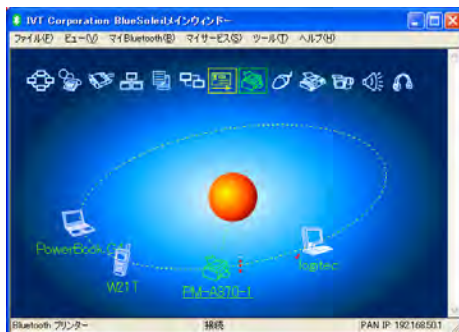 IVT Corporation BlueSoleilメインウィンドー
ファイル(F) ビュー(V) マイBluetooth(B) マイサービス(S) ツール(T) ヘルプ(H)
PowerBook
W21T
PM-A870-1
logitec
Bluetooth プリンター 接続 PAN IP: 192.168.50.1